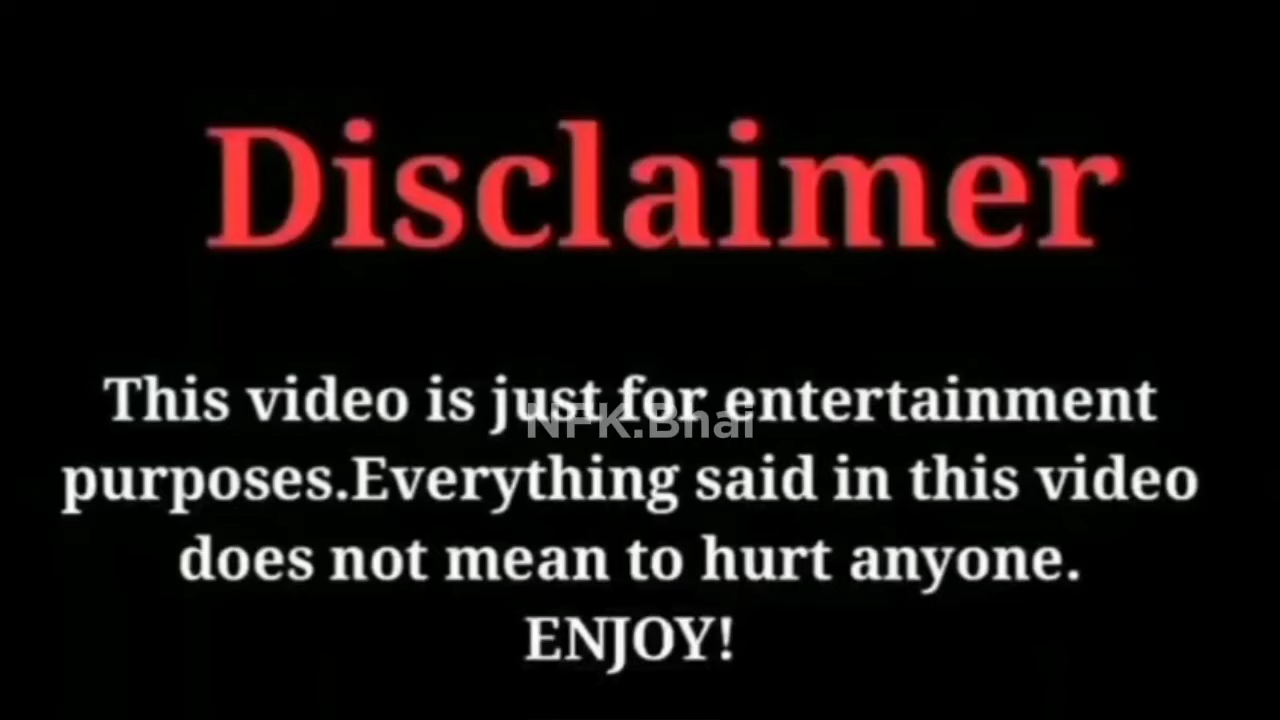 Disclaimer
This video is just for entertainment
NFK.Bhai
purposes.Everything said in this video
does not mean to hurt anyone.
ENJOY!